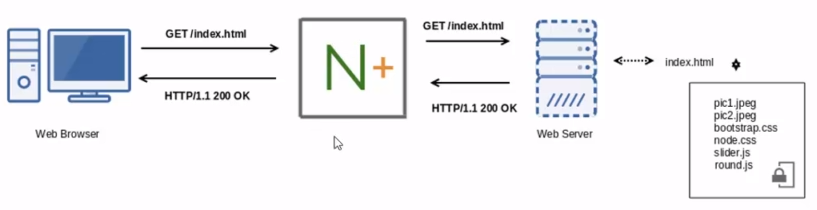 GET /index.html
HTTP/1.1 200 OK
Web Browser
N+
GET /index.html
HTTP/1.1 200 OK
Web Server
index.html
pic1.jpeg
pic2.jpeg
bootstrap.css
node.css
slider.js
round.js